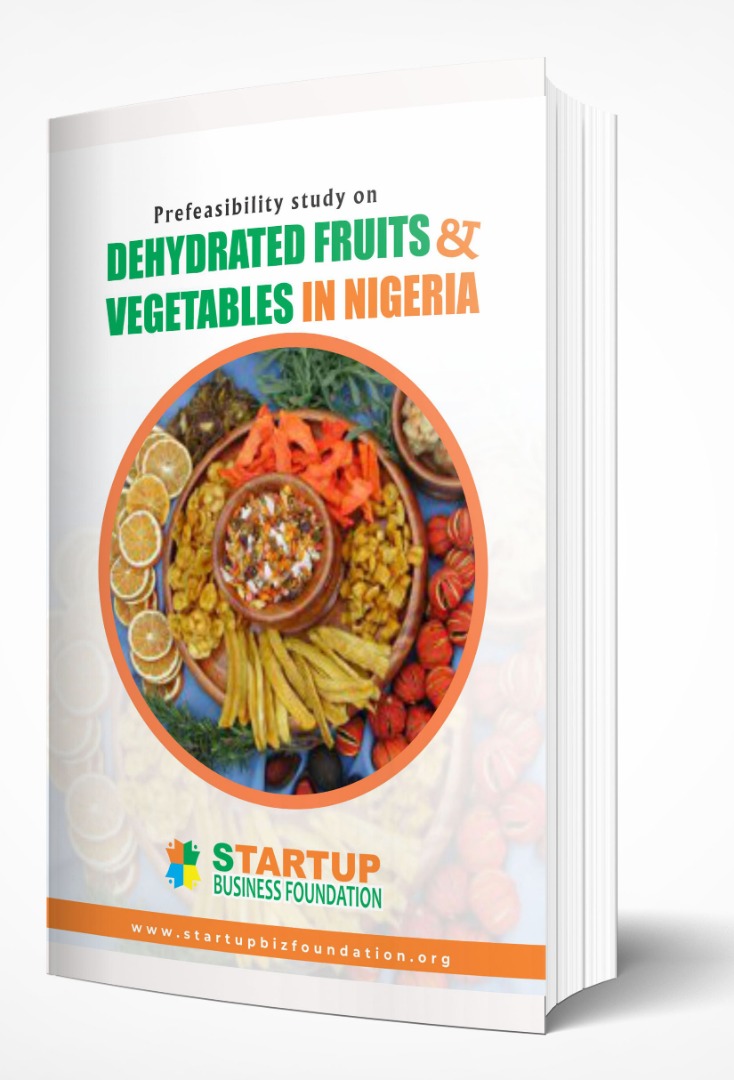 Prefeasibility study on
DEHYDRATED FRUITS &
VEGETABLES IN NIGERIA
STARTUP
BUSINESS FOUNDATION
www.startupbizfoundation.org